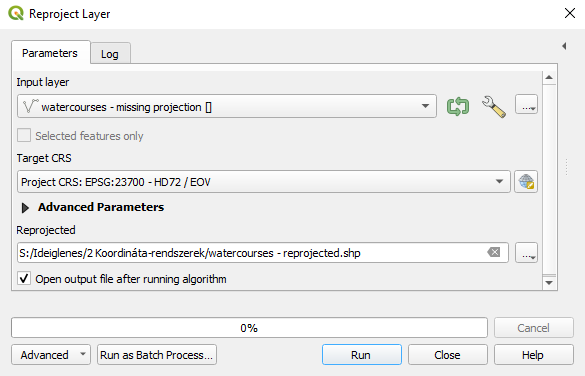 Reproject Layer
Parameters
Log
Input layer
watercourses - missing projection []
...
Selected features only
Target CRS
Project CRS: EPSG:23700 - HD72 / EOV
Advanced Parameters
Reprojected
S:/Ideiglenes/2 Koordináta-rendszerek/watercourses - reprojected.shp
...
Open output file after running algorithm
0%
Cancel
Advanced
Run as Batch Process...
Run
Close
Help